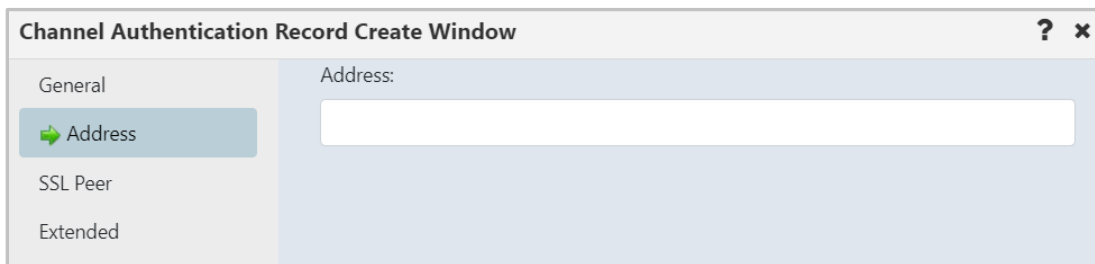 Channel Authentication Record Create Window ? ×
General
Address
SSL Peer
Extended
Address: